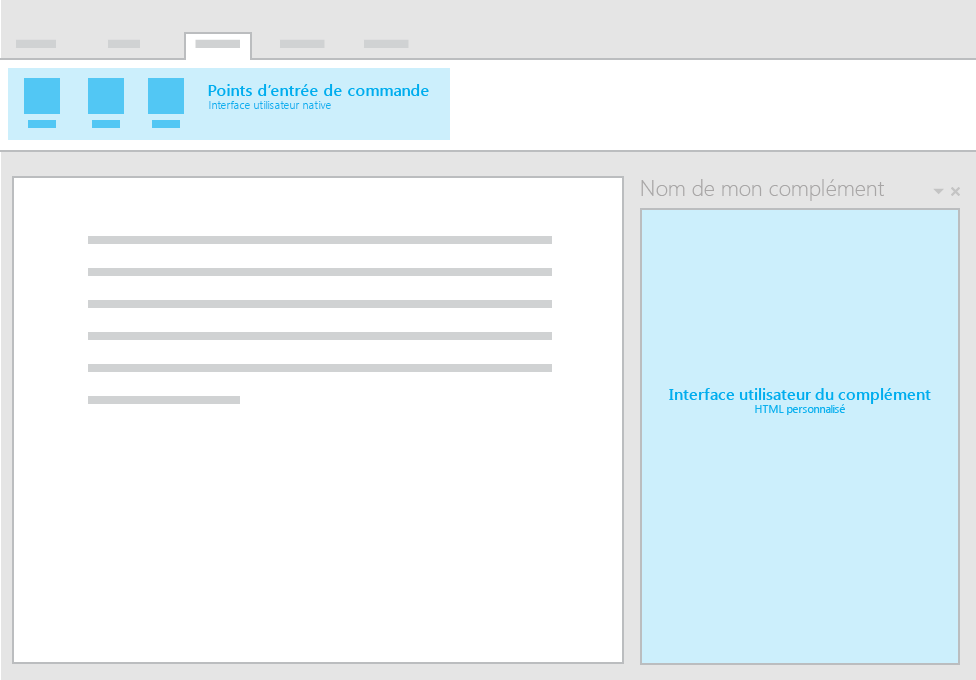 Points d’entrée de commande
Interface utilisateur native
Nom de mon complément
Interface utilisateur du complément
HTML personnalisé